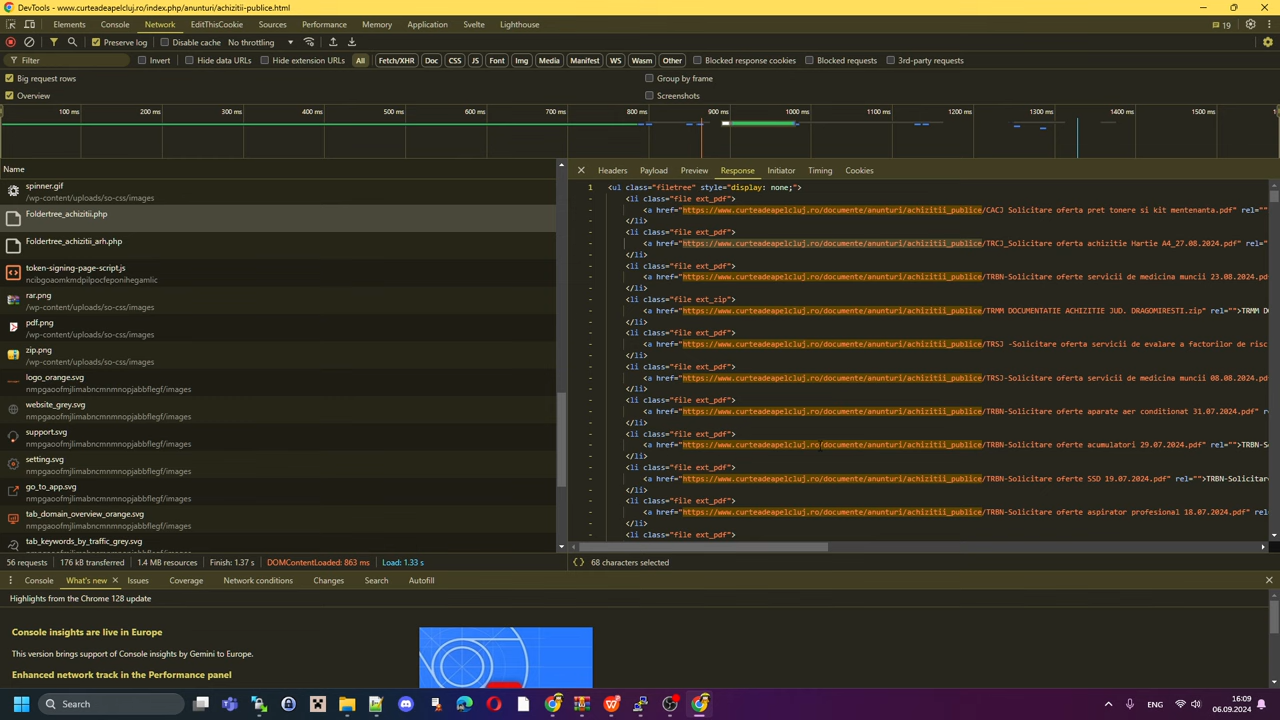 DevTools - www.curteadeapelcluj.ro/index.php/anunturi/achizitii-publice.html
Elements Console Network EditThisCookie Sources Performance Memory Application Svelte Lighthouse 19
Preserve log Disable cache No throttling
Filter Invert Hide data URLs Hide extension URLs All Fetch/XHR Doc CSS JS Font Img Media Manifest WS Wasm Other Blocked response cookies Blocked requests 3rd-party requests
Big request rows Group by frame
Overview Screenshots
100 ms 200 ms 300 ms 400 ms 500 ms 600 ms 700 ms 800 ms 900 ms 1000 ms 1100 ms 1200 ms 1300 ms 1400 ms 1500 ms
Name
spinner.gif
/wp-content/uploads/so-css/images
Foldertree_achizitii.php
Foldertree_achizitii_arh.php
token-signing-page-script.js
ncibgoaomkmdpilpocfeponihegamlic
rar.png
/wp-content/uploads/so-css/images
pdf.png
/wp-content/uploads/so-css/images
zip.png
/wp-content/uploads/so-css/images
logo_orange.svg
nmpgaoofmjlimabncmnmnopjabbflegf/images
website_grey.svg
nmpgaoofmjlimabncmnmnopjabbflegf/images
support.svg
nmpgaoofmjlimabncmnmnopjabbflegf/images
setting.svg
nmpgaoofmjlimabncmnmnopjabbflegf/images
go_to_app.svg
nmpgaoofmjlimabncmnmnopjabbflegf/images
tab_domain_overview_orange.svg
nmpgaoofmjlimabncmnmnopjabbflegf/images
tab_keywords_by_traffic_grey.svg
nmpgaoofmjlimabncmnmnopjabbflegf/images
56 requests 176 kB transferred 1.4 MB resources Finish: 1.37 s DOMContentLoaded: 863 ms Load: 1.33 s
Headers Payload Preview Response Initiator Timing Cookies
1 <ul class="filetree" style="display: none;">
- <li class="file ext_pdf">
- <a href="https://www.curteadeapelcluj.ro/documente/anunturi/achizitii_publice/CACJ Solicitare oferta pret tonere si kit mentenanta.pdf" rel=""
- </li>
- <li class="file ext_pdf">
- <a href="https://www.curteadeapelcluj.ro/documente/anunturi/achizitii_publice/TRCJ_Solicitare oferta achizitie Hartie A4_27.08.2024.pdf" rel="
- </li>
- <li class="file ext_pdf">
- <a href="https://www.curteadeapelcluj.ro/documente/anunturi/achizitii_publice/TRBN-Solicitare oferte servicii de medicina muncii 23.08.2024.pdf
- </li>
- <li class="file ext_zip">
- <a href="https://www.curteadeapelcluj.ro/documente/anunturi/achizitii_publice/TRMM DOCUMENTATIE ACHIZITIE JUD. DRAGOMIRESTI.zip" rel="">TRMM DO
- </li>
- <li class="file ext_pdf">
- <a href="https://www.curteadeapelcluj.ro/documente/anunturi/achizitii_publice/TRSJ -Solicitare oferta servicii de evaluare a factorilor de risc
- </li>
- <li class="file ext_pdf">
- <a href="https://www.curteadeapelcluj.ro/documente/anunturi/achizitii_publice/TRSJ-Solicitare oferta servicii de medicina muncii 08.08.2024.pdf
- </li>
- <li class="file ext_pdf">
- <a href="https://www.curteadeapelcluj.ro/documente/anunturi/achizitii_publice/TRBN-Solicitare oferte aparate aer conditionat 31.07.2024.pdf" re
- </li>
- <li class="file ext_pdf">
- <a href="https://www.curteadeapelcluj.ro/documente/anunturi/achizitii_publice/TRBN-Solicitare oferte acumulatori 29.07.2024.pdf" rel="">TRBN-S
- </li>
- <li class="file ext_pdf">
- <a href="https://www.curteadeapelcluj.ro/documente/anunturi/achizitii_publice/TRBN-Solicitare oferte SSD 19.07.2024.pdf" rel="">TRBN-Solicitar
- </li>
- <li class="file ext_pdf">
- <a href="https://www.curteadeapelcluj.ro/documente/anunturi/achizitii_publice/TRBN-Solicitare oferte aspirator profesional 18.07.2024.pdf" rel
- </li>
- <li class="file ext_pdf">
{} 68 characters selected
Console What's new Issues Coverage Network conditions Changes Search Autofill
Highlights from the Chrome 128 update
Console insights are live in Europe
This version brings support of Console insights by Gemini to Europe.
Enhanced network track in the Performance panel
Search
ENG
16:09
06.09.2024